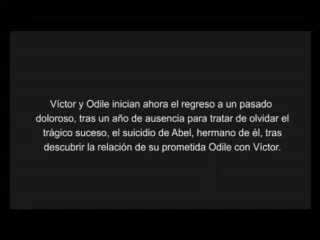 Víctor y Odile inician ahora el regreso a un pasado
doloroso, tras un año de ausencia para tratar de olvidar el
trágico suceso, el suicidio de Abel, hermano de él, tras
descubrir la relación de su prometida Odile con Víctor.